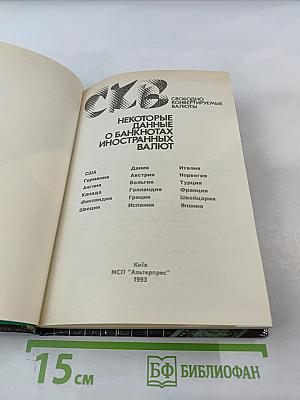 СКВ
СВОБОДНО
КОНВЕРТИРУЕМЫЕ
ВАЛЮТЫ
НЕКОТОРЫЕ
ДАННЫЕ
О БАНКНОТАХ
ИНОСТРАННЫХ
ВАЛЮТ
США
Германия
Англия
Канада
Финляндия
Швеция
Дания
Австрия
Бельгия
Голландия
Греция
Испания
Италия
Норвегия
Турция
Франция
Швейцария
Япония
Київ
МСП "Альтерпрес"
1993
15 см
БФ БИБЛИОФАН